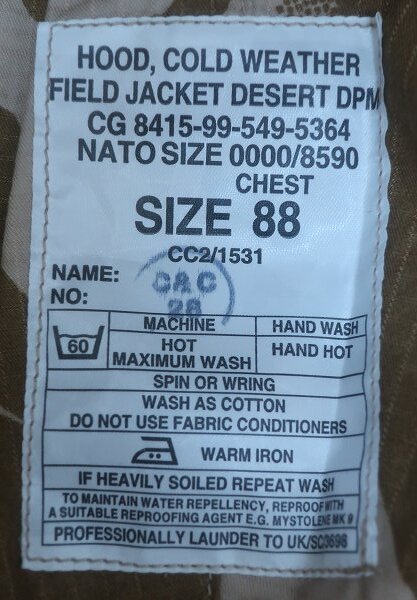 HOOD, COLD WEATHER
FIELD JACKET DESERT DPM
CG 8415-99-549-5364
NATO SIZE 0000/8590
CHEST
SIZE 88
CC2/1531
NAME:
NO:
C&C
28
60
MACHINE HAND WASH
HOT HAND HOT
MAXIMUM WASH
SPIN OR WRING
WASH AS COTTON
DO NOT USE FABRIC CONDITIONERS
WARM IRON
IF HEAVILY SOILED REPEAT WASH
TO MAINTAIN WATER REPELLENCY, REPROOF WITH
A SUITABLE REPROOFING AGENT E.G. MYSTOLENE MK 9
PROFESSIONALLY LAUNDER TO UK/SC3698